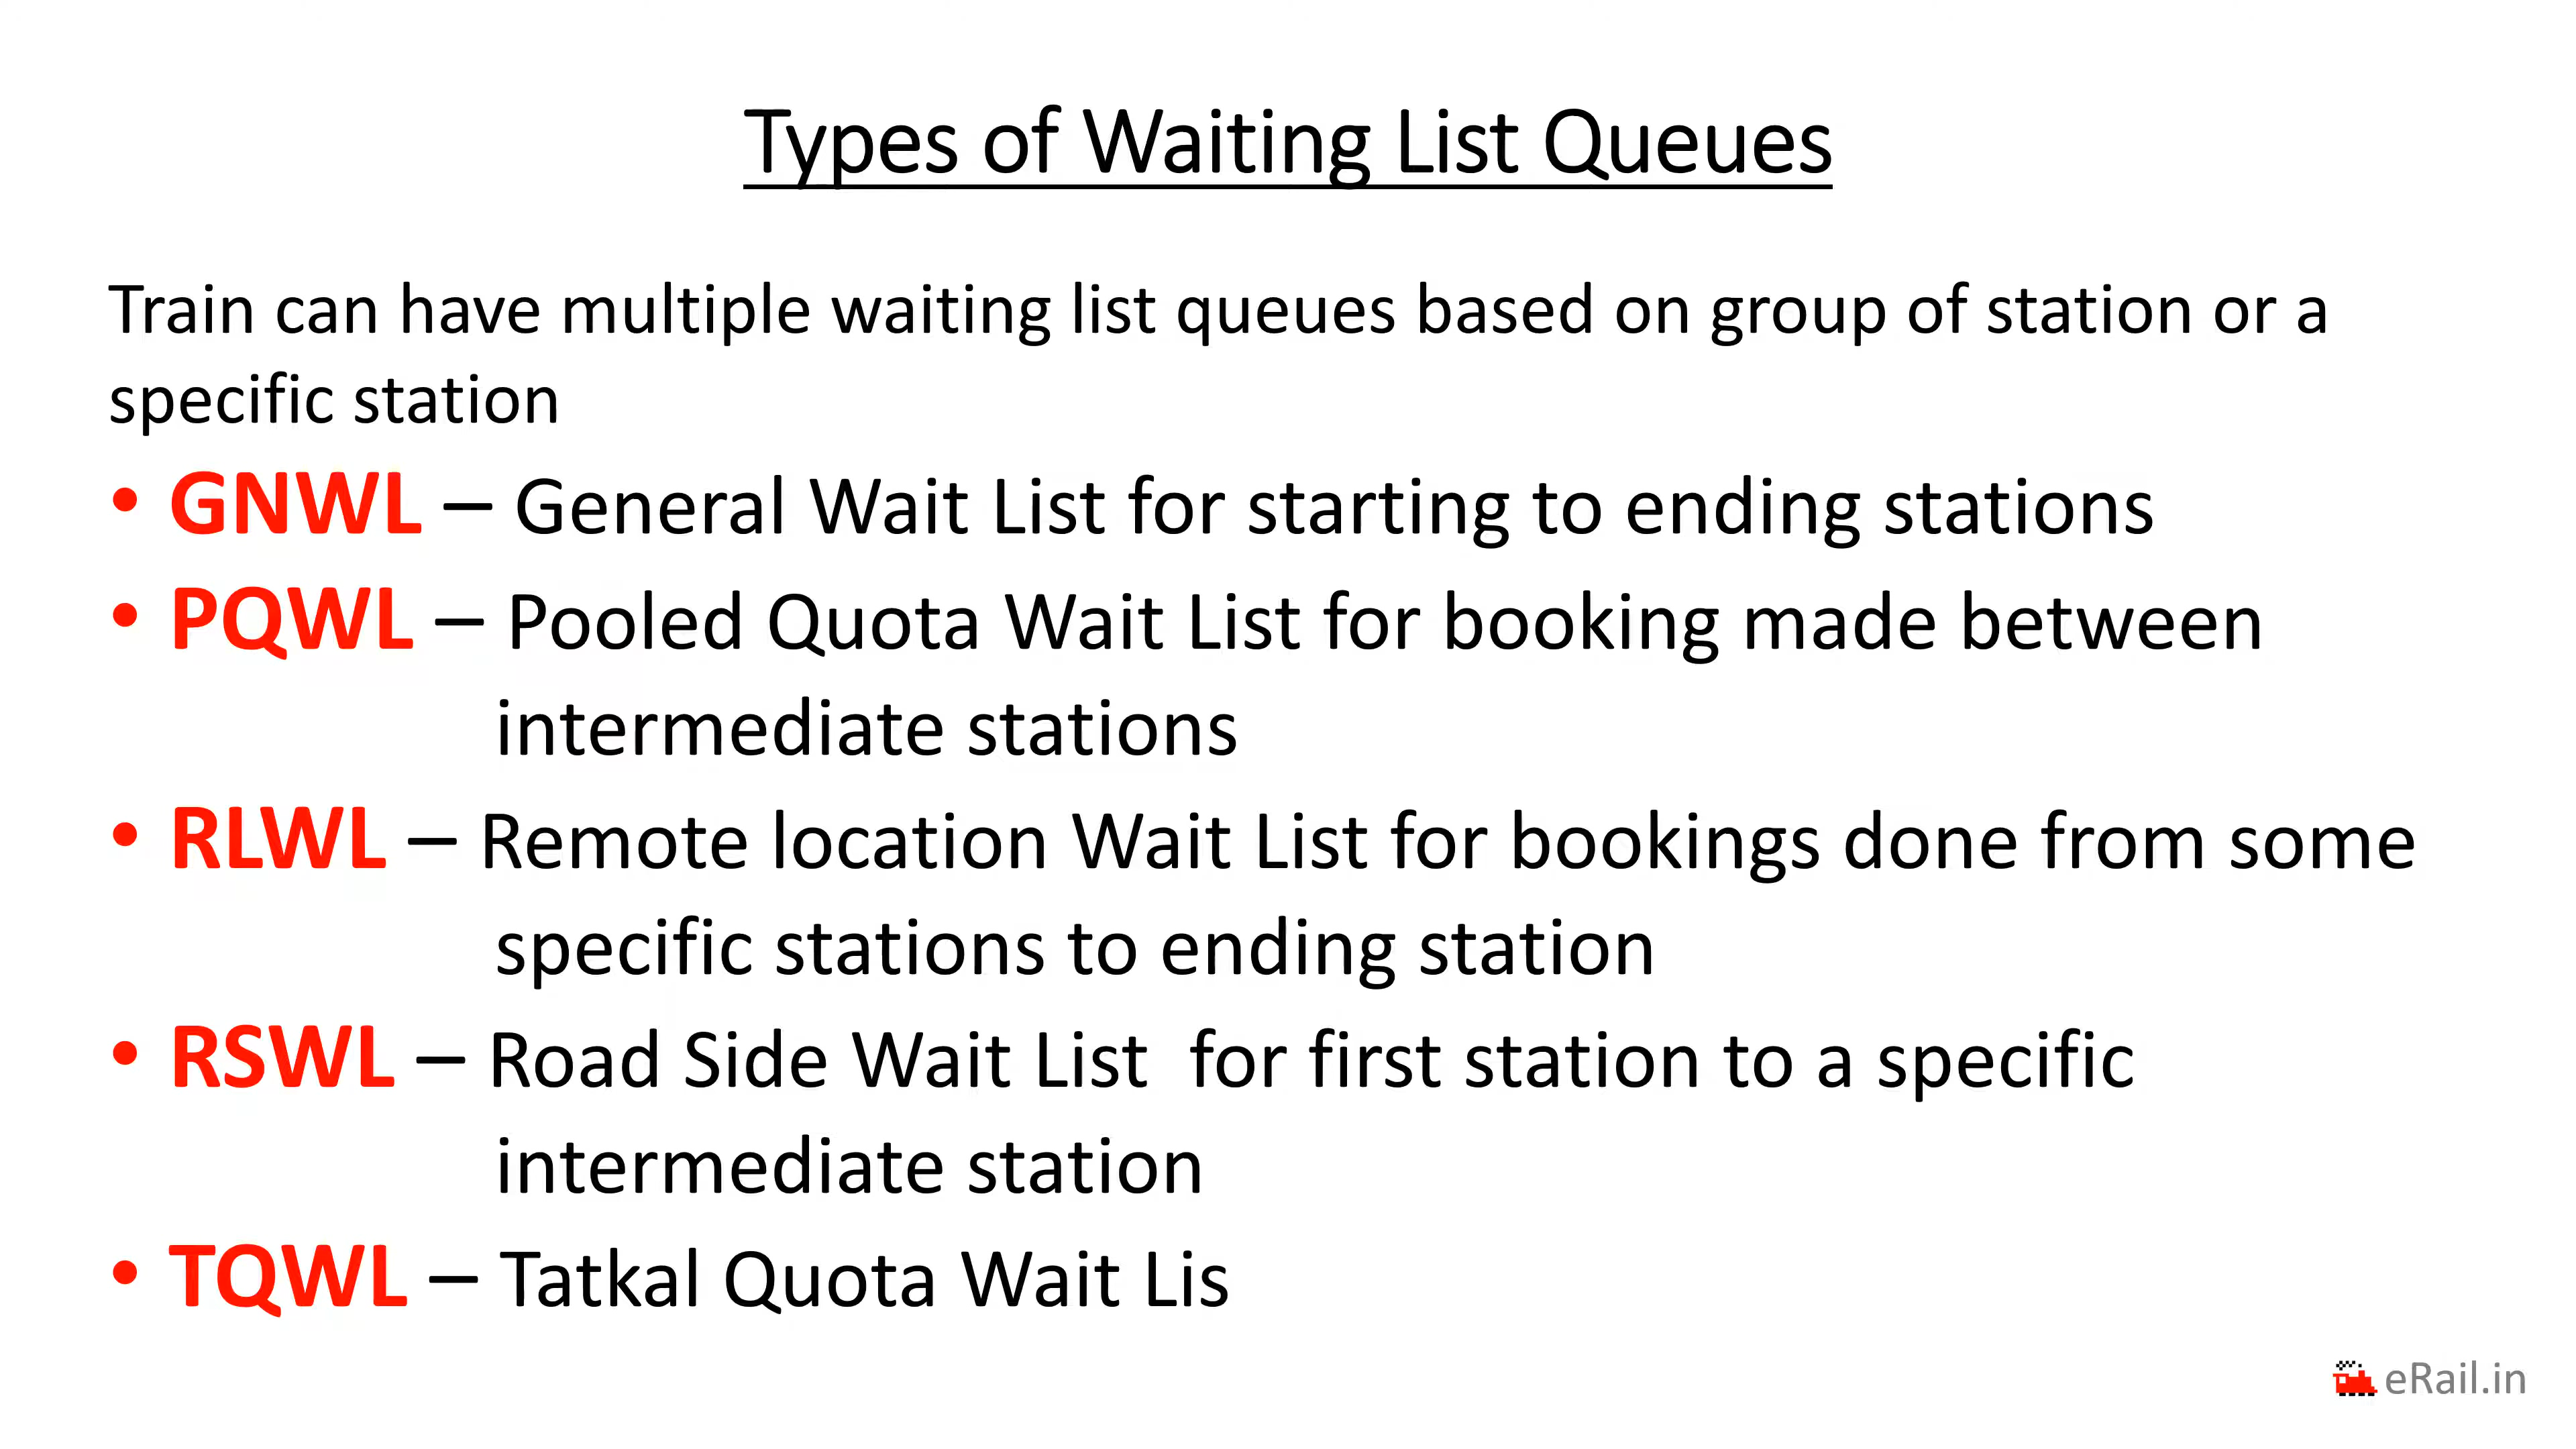 Types of Waiting List Queues
Train can have multiple waiting list queues based on group of station or a
specific station
• GNWL – General Wait List for starting to ending stations
• PQWL – Pooled Quota Wait List for booking made between
intermediate stations
• RLWL – Remote location Wait List for bookings done from some
specific stations to ending station
• RSWL – Road Side Wait List  for first station to a specific
intermediate station
• TQWL – Tatkal Quota Wait Lis
eRail.in